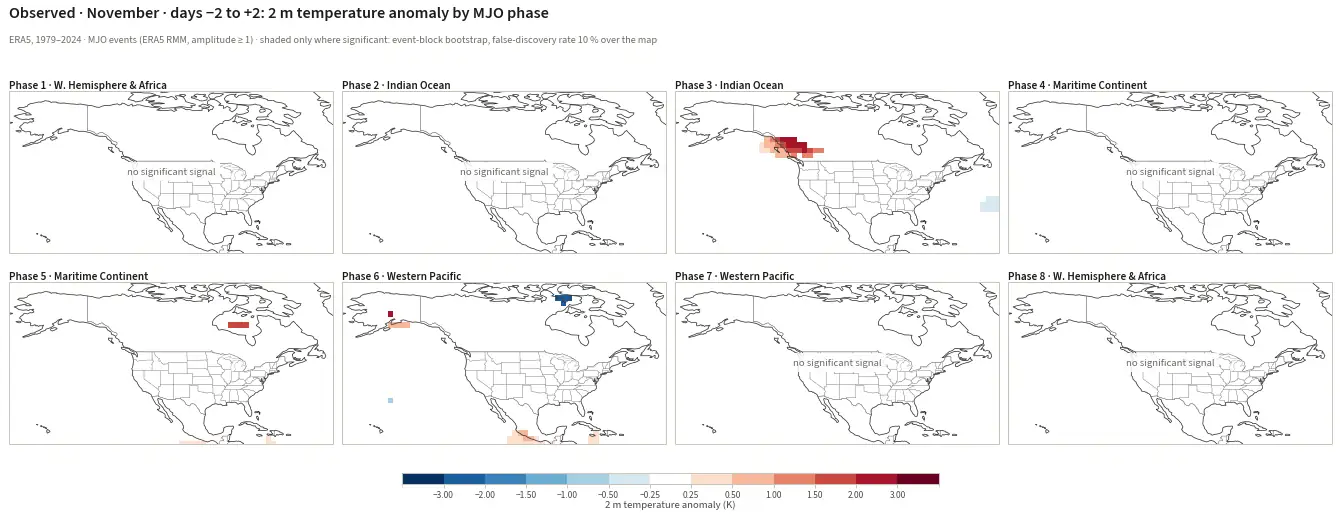 Observed · November · days −2 to +2: 2 m temperature anomaly by MJO phase
ERA5, 1979–2024 · MJO events (ERA5 RMM, amplitude ≥ 1) · shaded only where significant: event-block bootstrap, false-discovery rate 10 % over the map
Phase 1 · W. Hemisphere & Africa
Phase 2 · Indian Ocean
Phase 3 · Indian Ocean
Phase 4 · Maritime Continent
no significant signal
no significant signal
no significant signal
Phase 5 · Maritime Continent
Phase 6 · Western Pacific
Phase 7 · Western Pacific
Phase 8 · W. Hemisphere & Africa
no significant signal
no significant signal
−3.00 −2.00 −1.50 −1.00 −0.50 −0.25 0.25 0.50 1.00 1.50 2.00 3.00
2 m temperature anomaly (K)